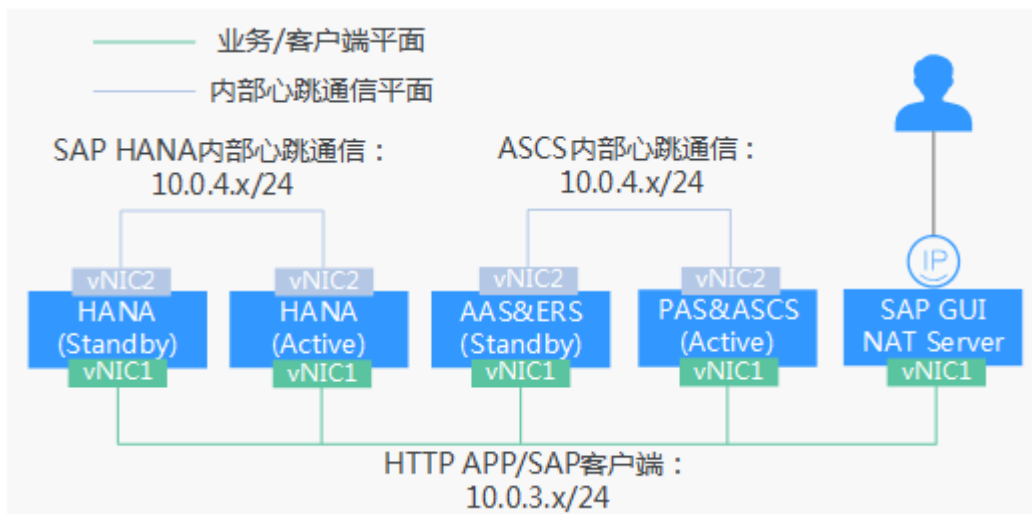 业务/客户端平面
内部心跳通信平面
SAP HANA内部心跳通信：
10.0.4.x/24
ASCS内部心跳通信：
10.0.4.x/24
IP
vNIC2
vNIC2
vNIC2
vNIC2
HANA
(Standby)
HANA
(Active)
AAS&ERS
(Standby)
PAS&ASCS
(Active)
SAP GUI
NAT Server
vNIC1
vNIC1
vNIC1
vNIC1
vNIC1
HTTP APP/SAP客户端：
10.0.3.x/24